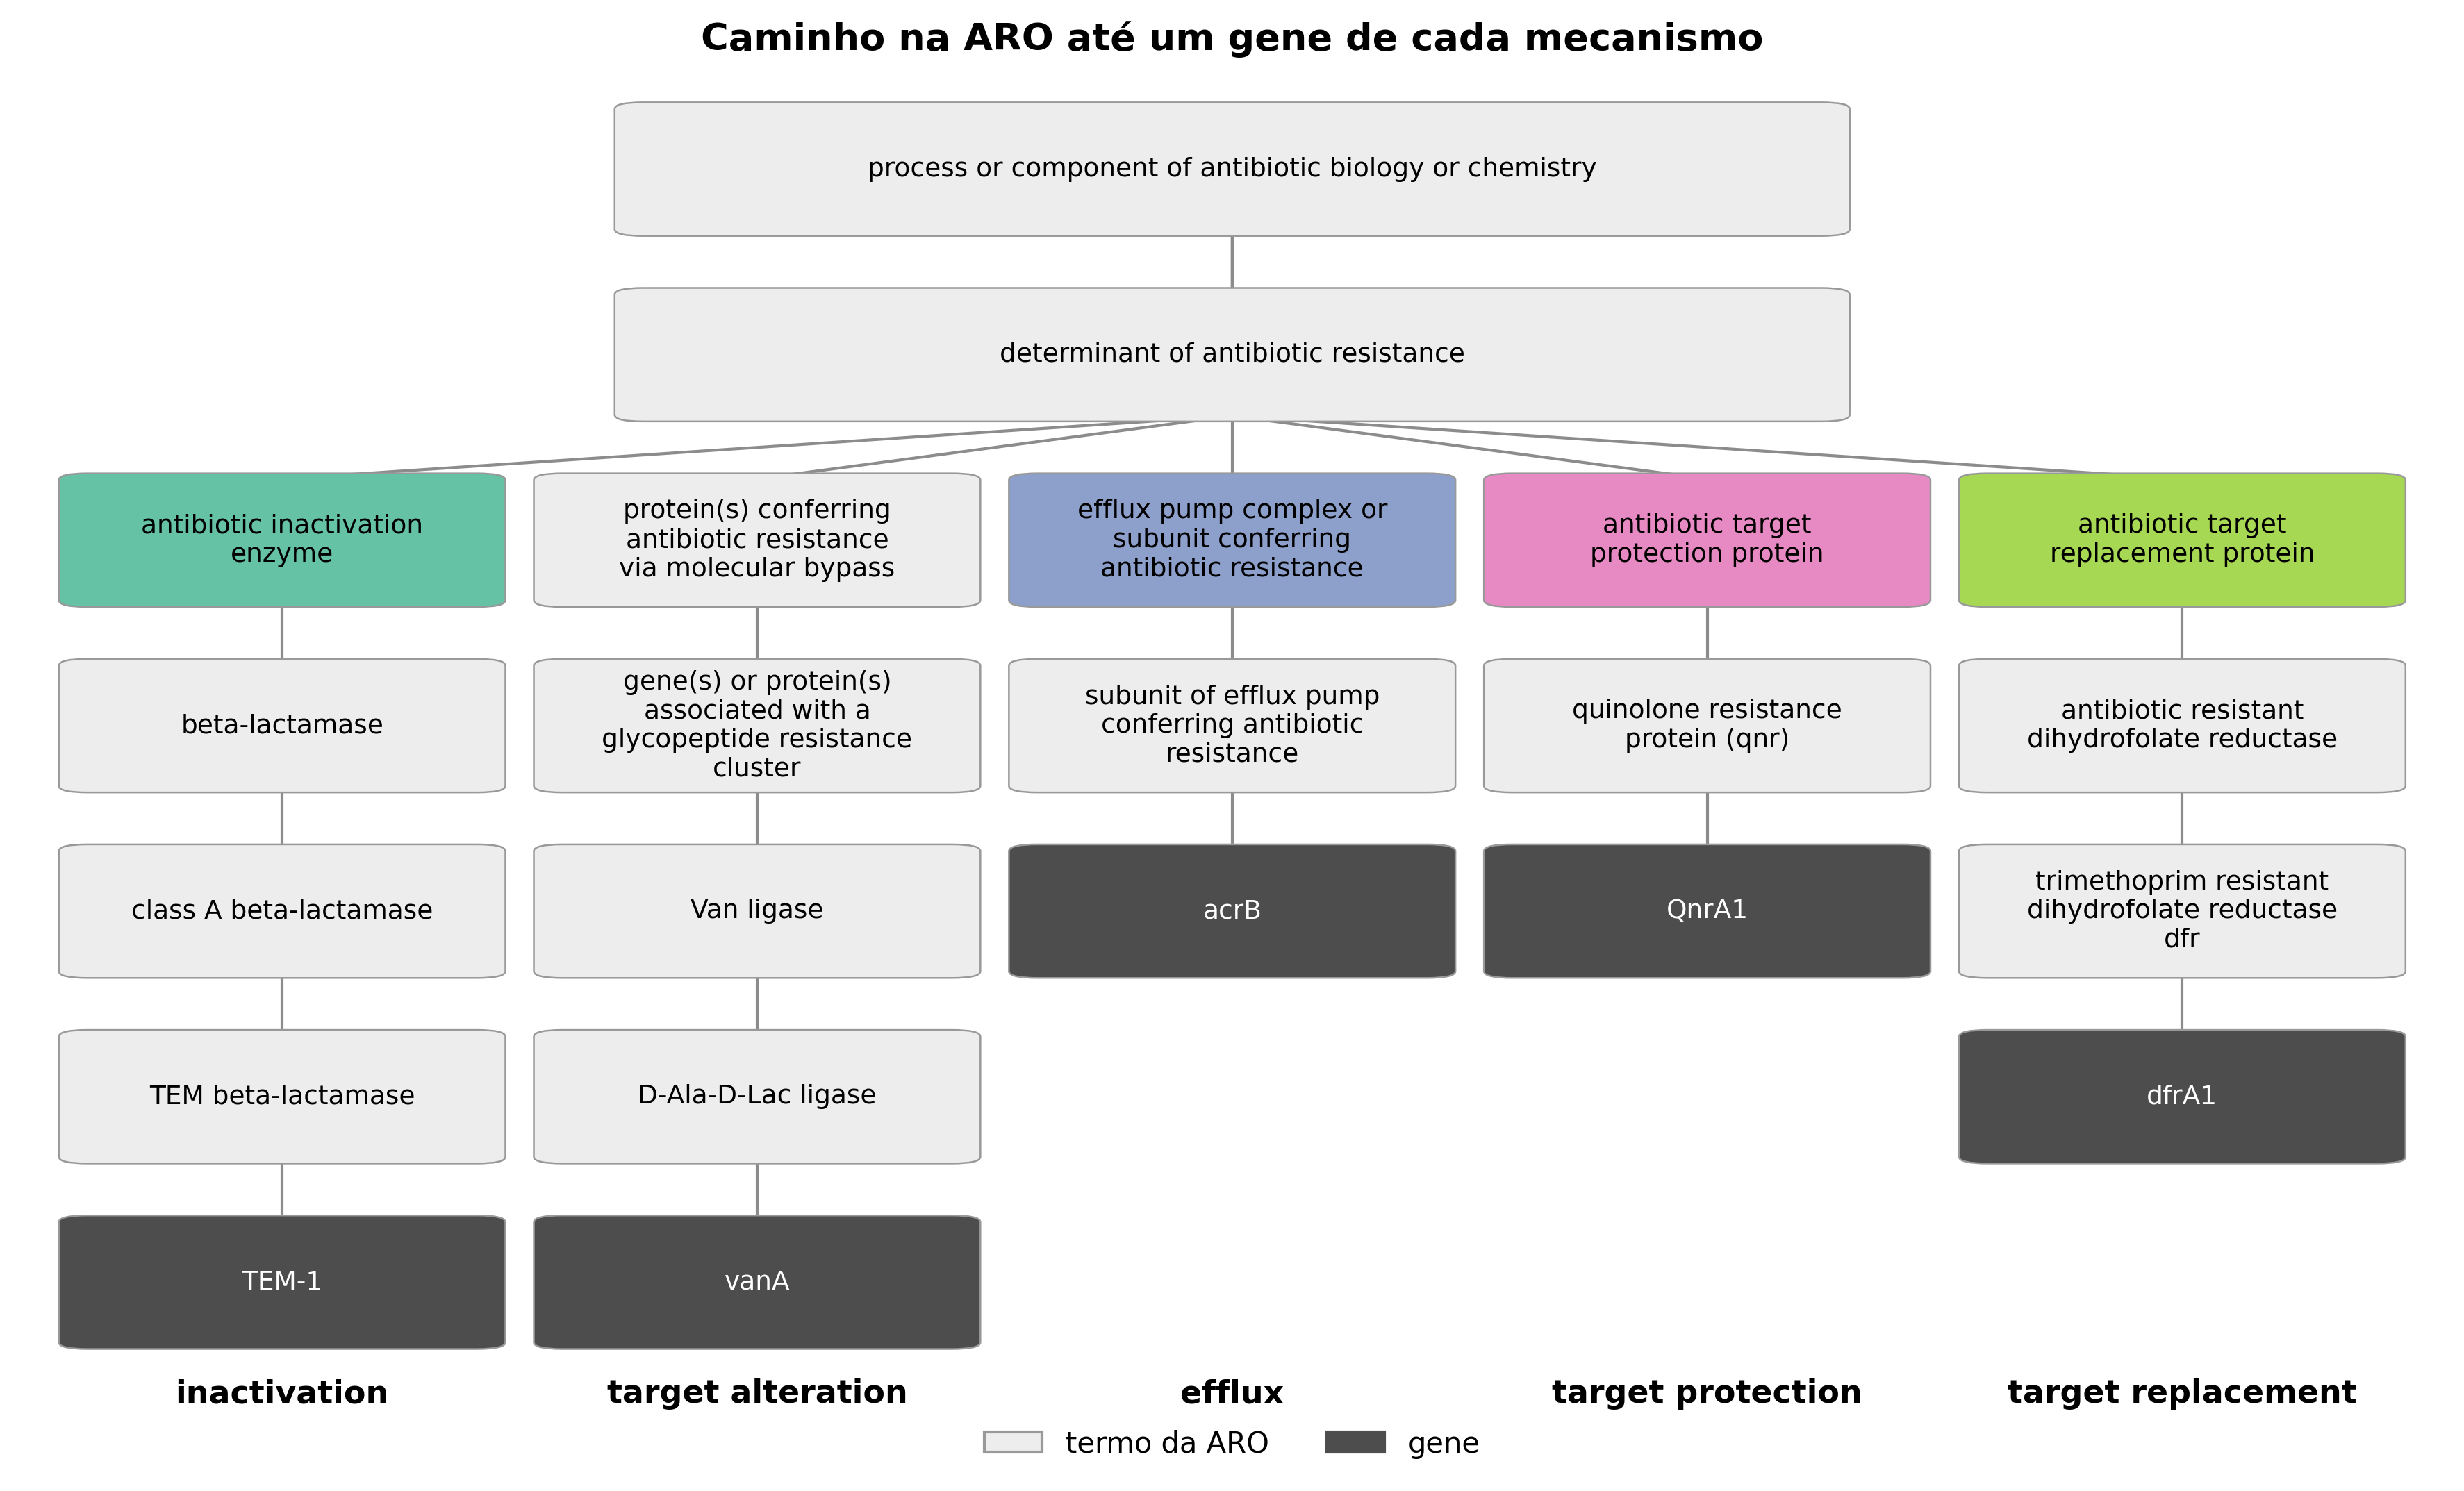 Caminho na ARO até um gene de cada mecanismo
process or component of antibiotic biology or chemistry
determinant of antibiotic resistance
antibiotic inactivation
enzyme
protein(s) conferring
antibiotic resistance
via molecular bypass
efflux pump complex or
subunit conferring
antibiotic resistance
antibiotic target
protection protein
antibiotic target
replacement protein
beta-lactamase
gene(s) or protein(s)
associated with a
glycopeptide resistance
cluster
subunit of efflux pump
conferring antibiotic
resistance
quinolone resistance
protein (qnr)
antibiotic resistant
dihydrofolate reductase
class A beta-lactamase
Van ligase
acrB
QnrA1
trimethoprim resistant
dihydrofolate reductase
dfr
TEM beta-lactamase
D-Ala-D-Lac ligase
dfrA1
TEM-1
vanA
inactivation
target alteration
efflux
target protection
target replacement
termo da ARO
gene